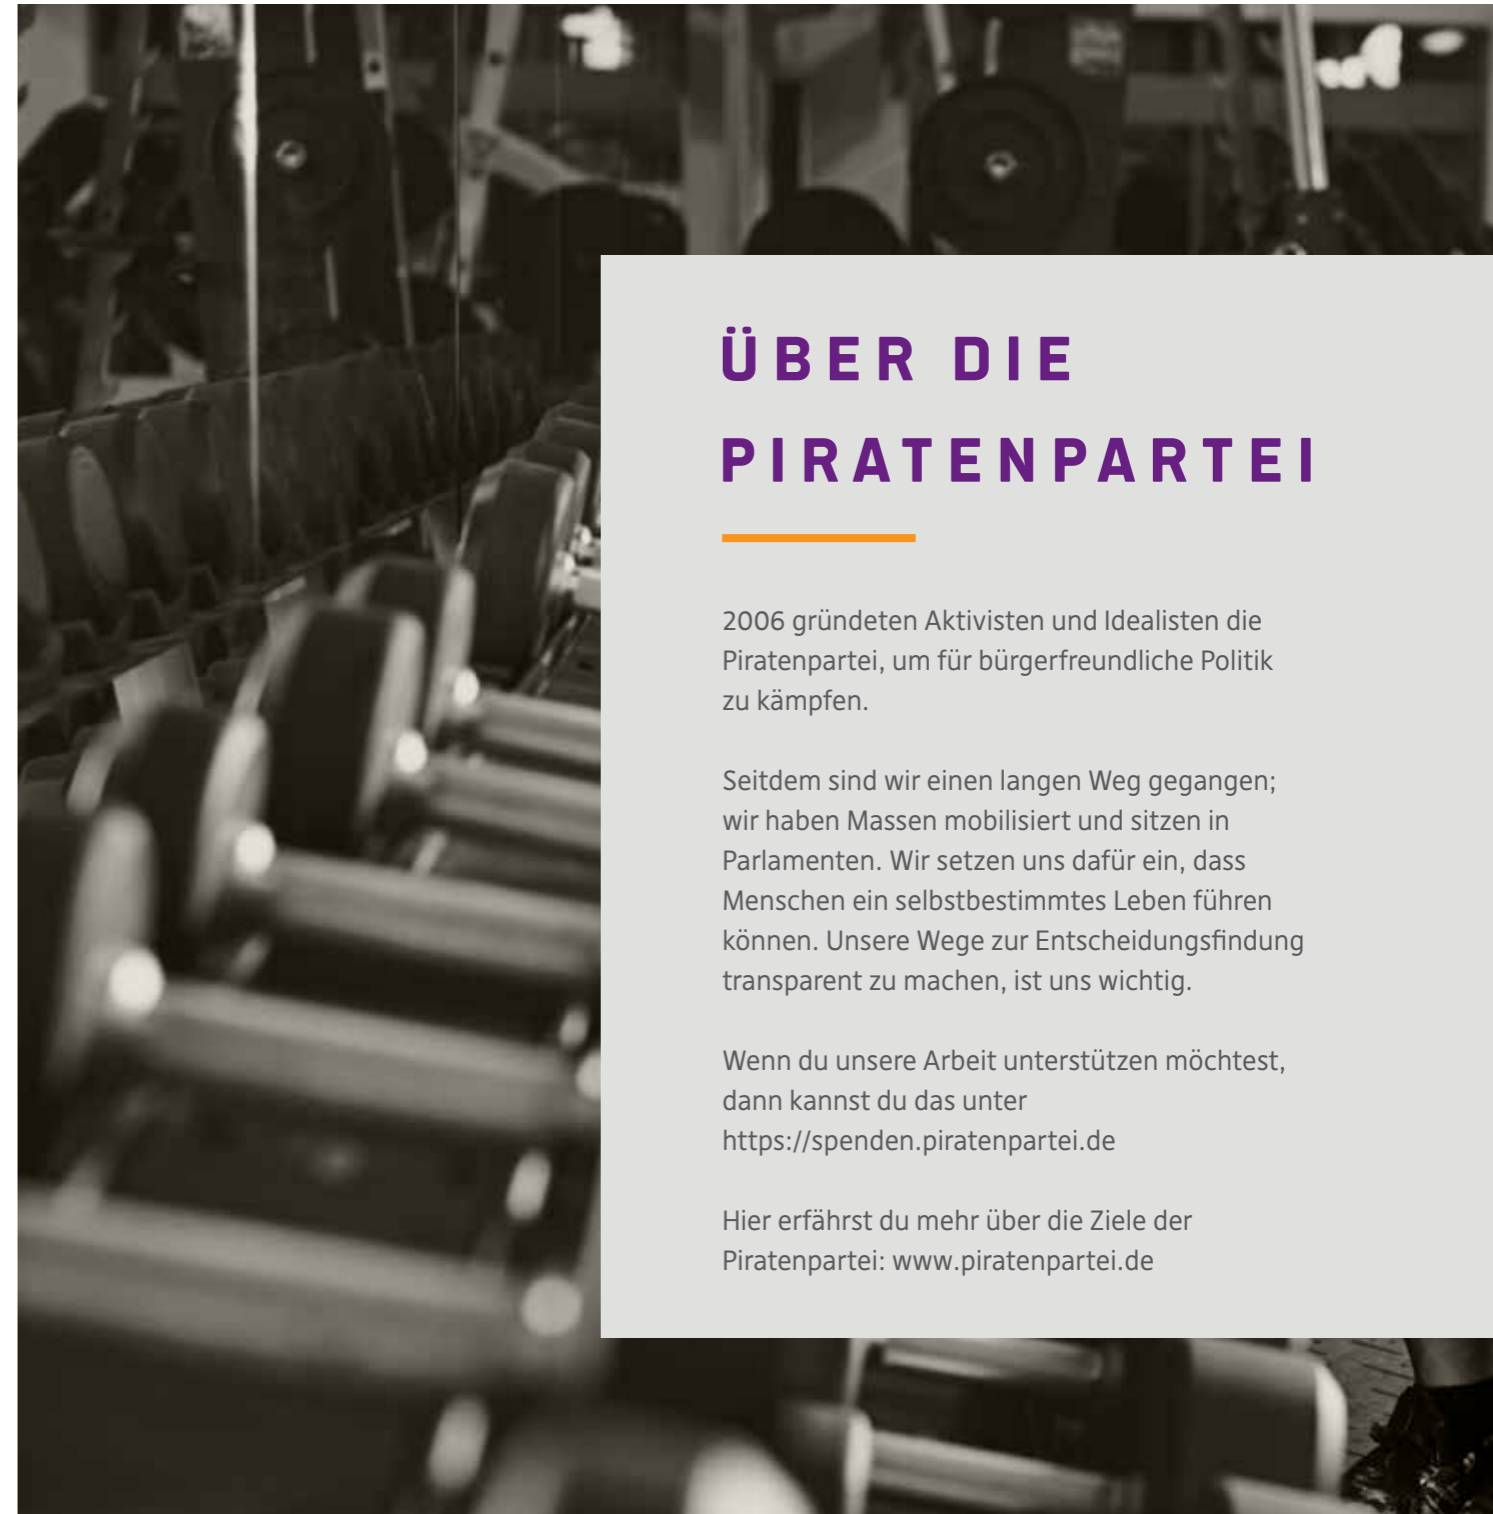 ÜBER DIE
PIRATENPARTEI
2006 gründeten Aktivisten und Idealisten die
Piratenpartei, um für bürgerfreundliche Politik
zu kämpfen.
Seitdem sind wir einen langen Weg gegangen;
wir haben Massen mobilisiert und sitzen in
Parlamenten. Wir setzen uns dafür ein, dass
Menschen ein selbstbestimmtes Leben führen
können. Unsere Wege zur Entscheidungsfindung
transparent zu machen, ist uns wichtig.
Wenn du unsere Arbeit unterstützen möchtest,
dann kannst du das unter
https://spenden.piratenpartei.de
Hier erfährst du mehr über die Ziele der
Piratenpartei: www.piratenpartei.de